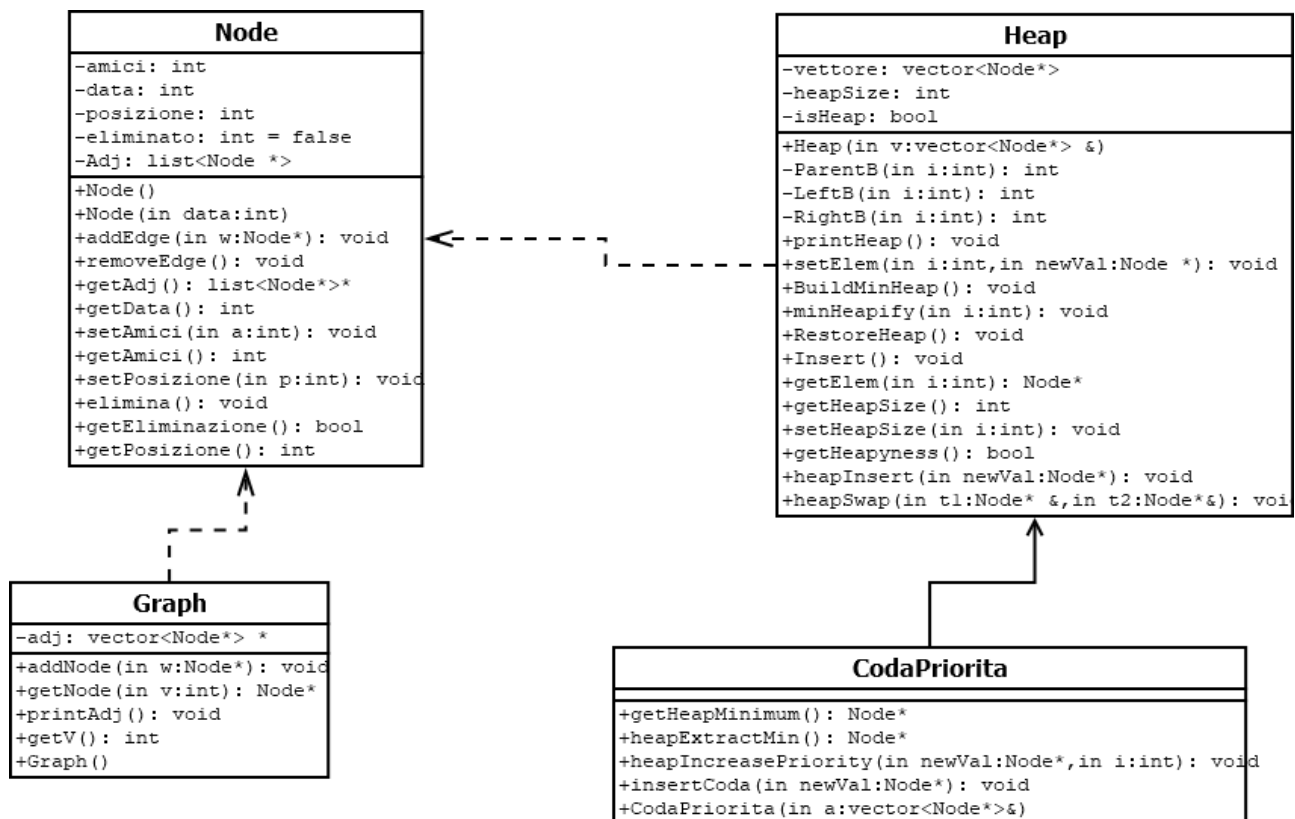 Node
-amici: int
-data: int
-posizione: int
-eliminato: int = false
-Adj: list<Node *>
+Node()
+Node(in data:int)
+addEdge(in w:Node*): void
+removeEdge(): void
+getAdj(): list<Node*>*
+getData(): int
+setAmici(in a:int): void
+getAmici(): int
+setPosizione(in p:int): void
+elimina(): void
+getEliminazione(): bool
+getPosizione(): int
Heap
-vettore: vector<Node*>
-heapSize: int
-isHeap: bool
+Heap(in v:vector<Node*> &)
-ParentB(in i:int): int
-LeftB(in i:int): int
-RightB(in i:int): int
+printHeap(): void
+setElem(in i:int,in newVal:Node *): void
+BuildMinHeap(): void
+minHeapify(in i:int): void
+RestoreHeap(): void
+Insert(): void
+getElem(in i:int): Node*
+getHeapSize(): int
+setHeapSize(in i:int): void
+getHeapyness(): bool
+heapInsert(in newVal:Node*): void
+heapSwap(in t1:Node* &,in t2:Node*&): voi
Graph
-adj: vector<Node*> *
+addNode(in w:Node*): void
+getNode(in v:int): Node*
+printAdj(): void
+getV(): int
+Graph()
CodaPriorita
+getHeapMinimum(): Node*
+heapExtractMin(): Node*
+heapIncreasePriority(in newVal:Node*,in i:int): void
+insertCoda(in newVal:Node*): void
+CodaPriorita(in a:vector<Node*>&)